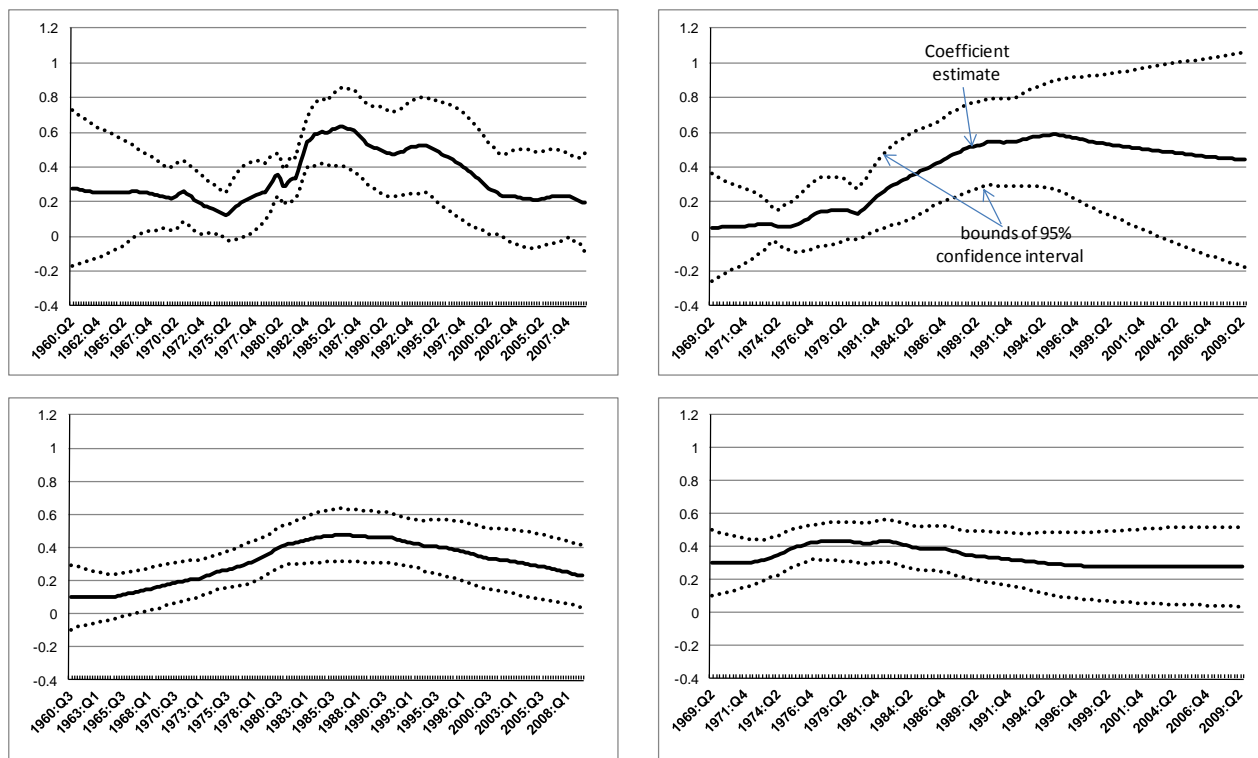 1.2
1
0.8
0.6
0.4
0.2
0
-0.2
-0.4
1960:Q2
1962:Q4
1965:Q2
1967:Q4
1970:Q2
1972:Q4
1975:Q2
1977:Q4
1980:Q2
1982:Q4
1985:Q2
1987:Q4
1990:Q2
1992:Q4
1995:Q2
1997:Q4
2000:Q2
2002:Q4
2005:Q2
2007:Q4
1.2
1
0.8
0.6
0.4
0.2
0
-0.2
-0.4
Coefficient
estimate
bounds of 95%
confidence interval
1969:Q2
1971:Q4
1974:Q2
1976:Q4
1979:Q2
1981:Q4
1984:Q2
1986:Q4
1989:Q2
1991:Q4
1994:Q2
1996:Q4
1999:Q2
2001:Q4
2004:Q2
2006:Q4
2009:Q2
1.2
1
0.8
0.6
0.4
0.2
0
-0.2
-0.4
1960:Q3
1963:Q1
1965:Q3
1968:Q1
1970:Q3
1973:Q1
1975:Q3
1978:Q1
1980:Q3
1983:Q1
1985:Q3
1988:Q1
1990:Q3
1993:Q1
1995:Q3
1998:Q1
2000:Q3
2003:Q1
2005:Q3
2008:Q1
1.2
1
0.8
0.6
0.4
0.2
0
-0.2
-0.4
1969:Q2
1971:Q4
1974:Q2
1976:Q4
1979:Q2
1981:Q4
1984:Q2
1986:Q4
1989:Q2
1991:Q4
1994:Q2
1996:Q4
1999:Q2
2001:Q4
2004:Q2
2006:Q4
2009:Q2